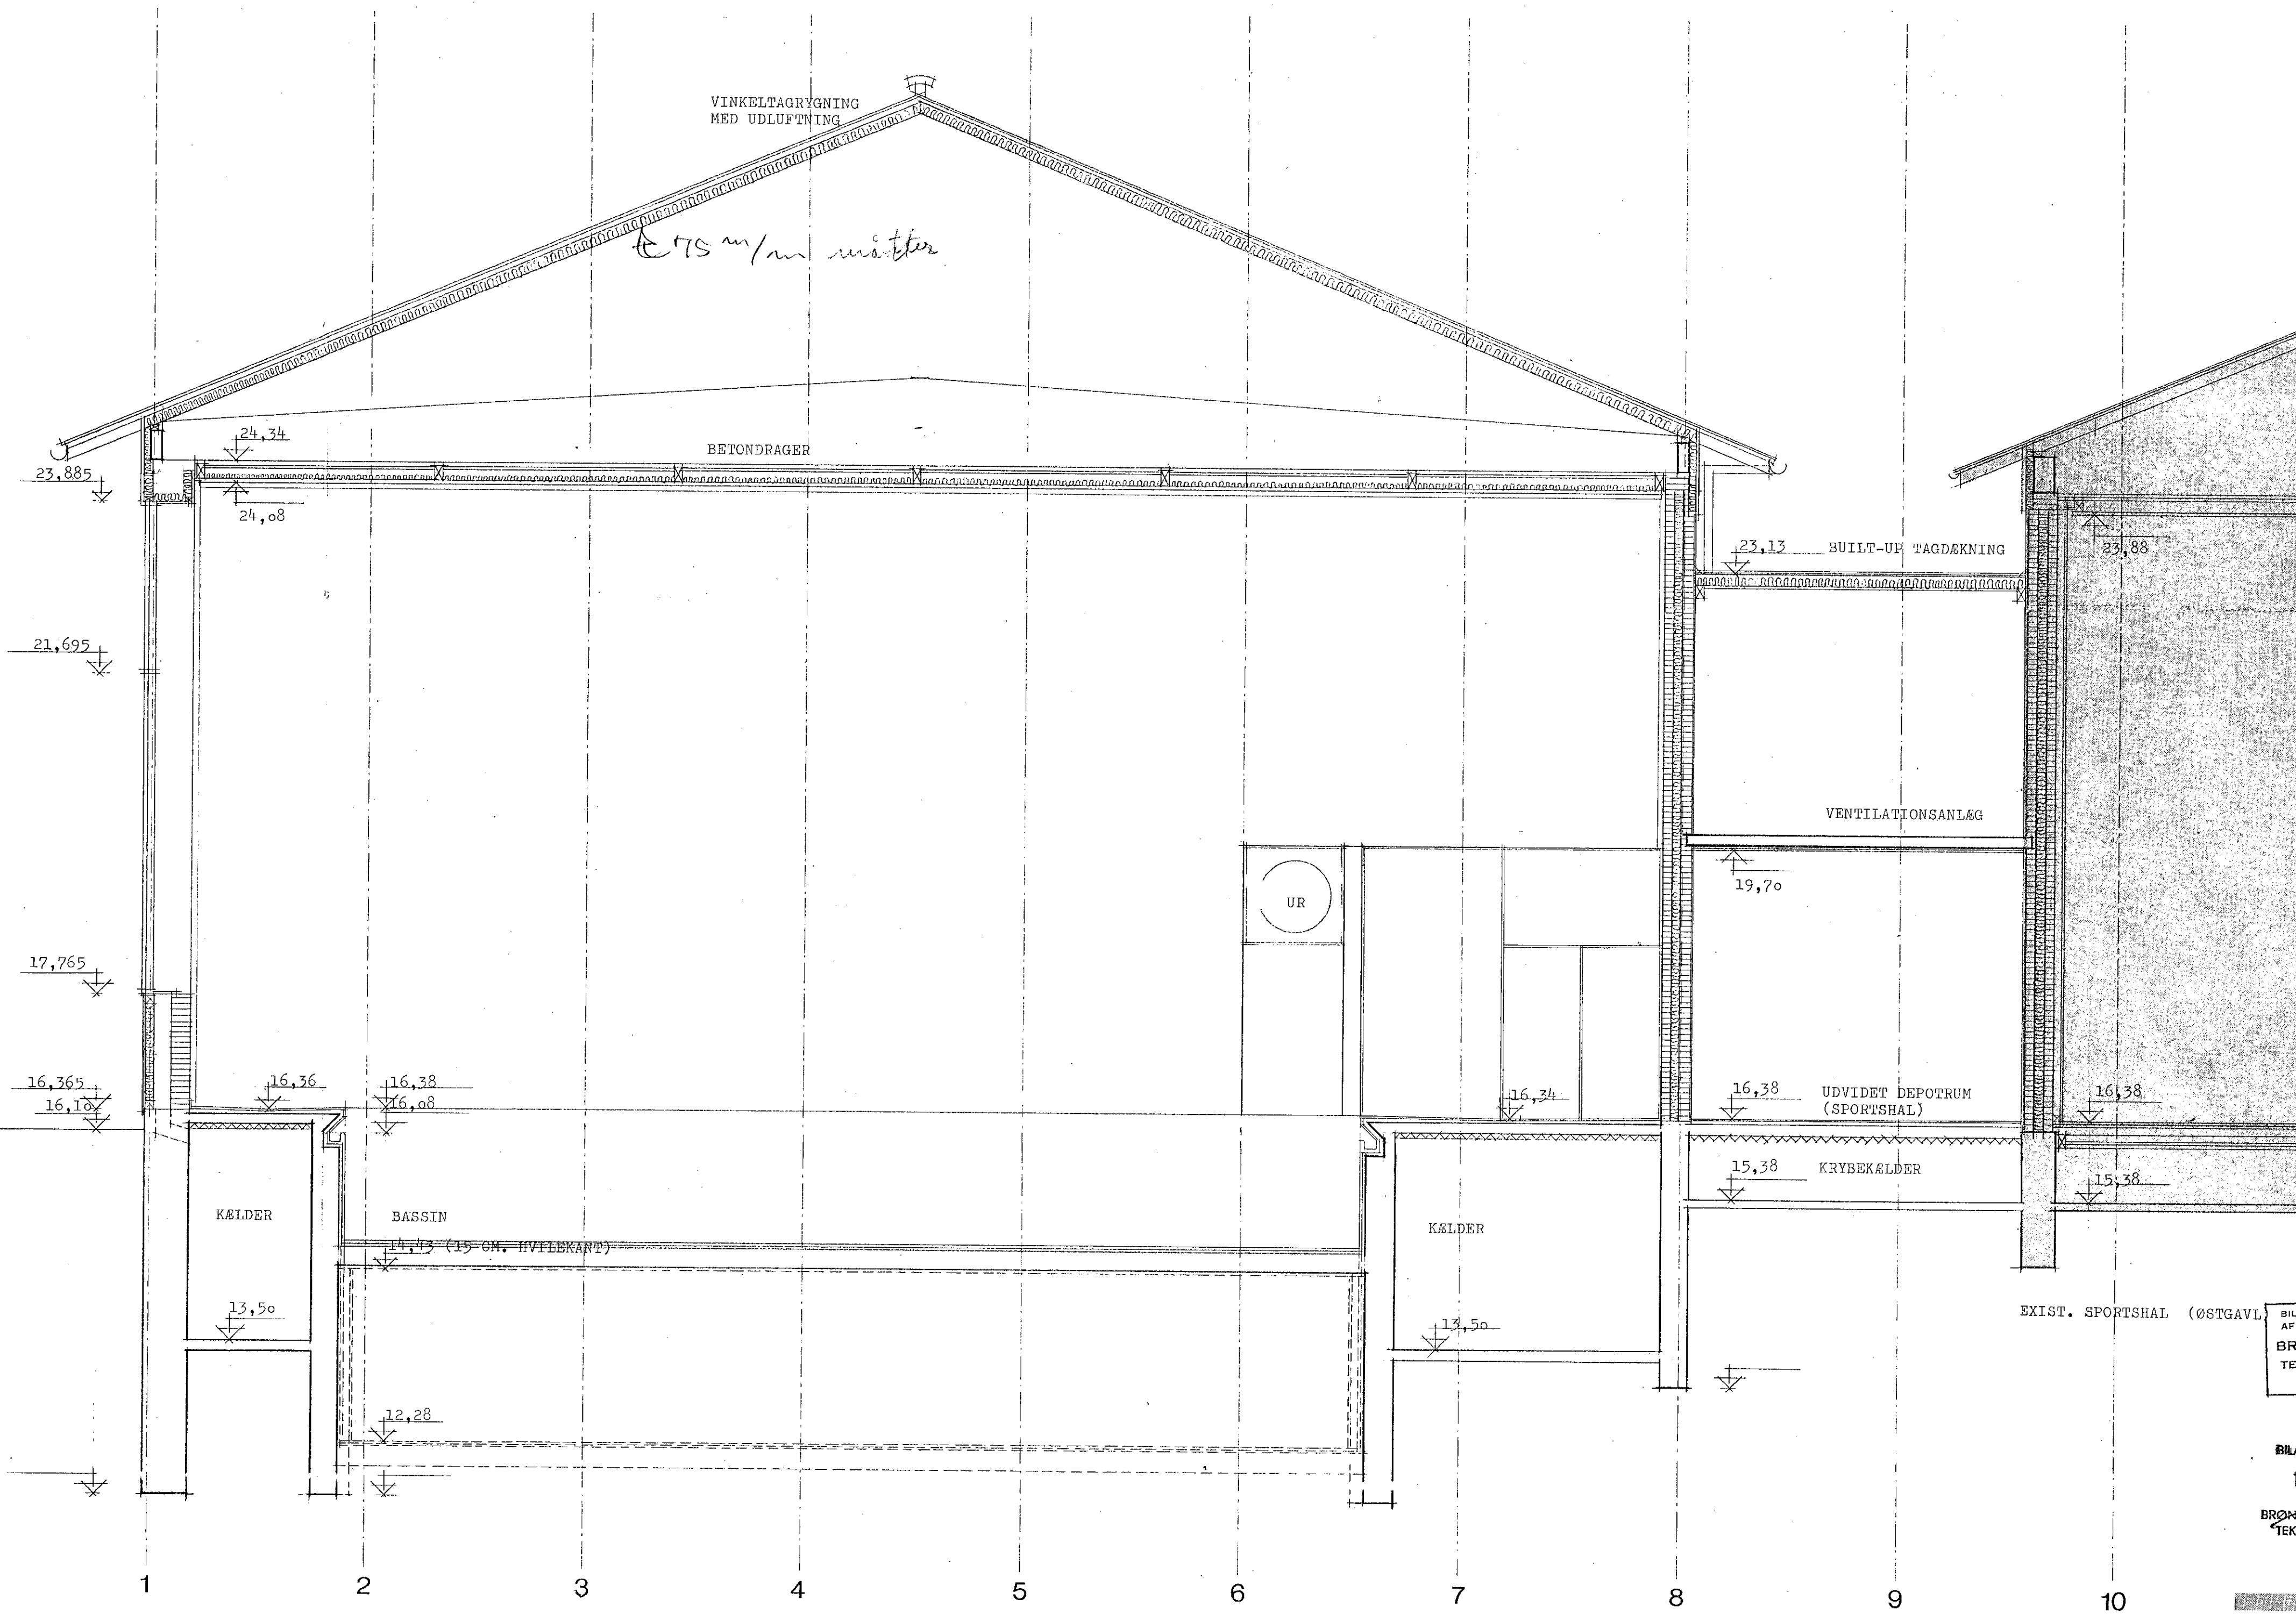 VINKELTAGRYGNING
MED UDLUFTNING
75 m/m måtter
24,34
BETONDRAGER
23,885
24,08
23,13 BUILT-UP TAGDÆKNING
23,88
21,695
VENTILATIONSANLÆG
19,70
UR
17,765
16,365
16,10
16,36
16,38
16,08
16,34
16,38
UDVIDET DEPOTRUM
(SPORTSHAL)
16,38
15,38 KRYBEKÆLDER
15,38
KÆLDER
BASSIN
KÆLDER
14,43 (15 CM. HVILEKANT)
13,50
13,50
EXIST. SPORTSHAL (ØSTGAVL)
12,28
1 2 3 4 5 6 7 8 9 10